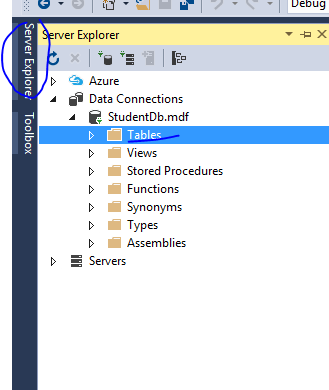 Debug
Server Explorer
Toolbox
Server Explorer
Azure
Data Connections
StudentDb.mdf
Tables
Views
Stored Procedures
Functions
Synonyms
Types
Assemblies
Servers